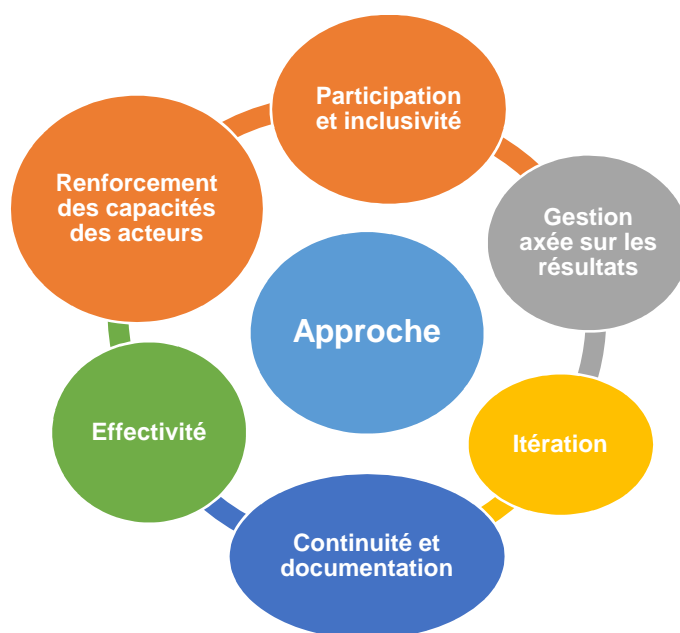 Participation
et inclusivité
Renforcement
des capacités
des acteurs
Gestion
axée sur les
résultats
Approche
Effectivité
Itération
Continuité et
documentation